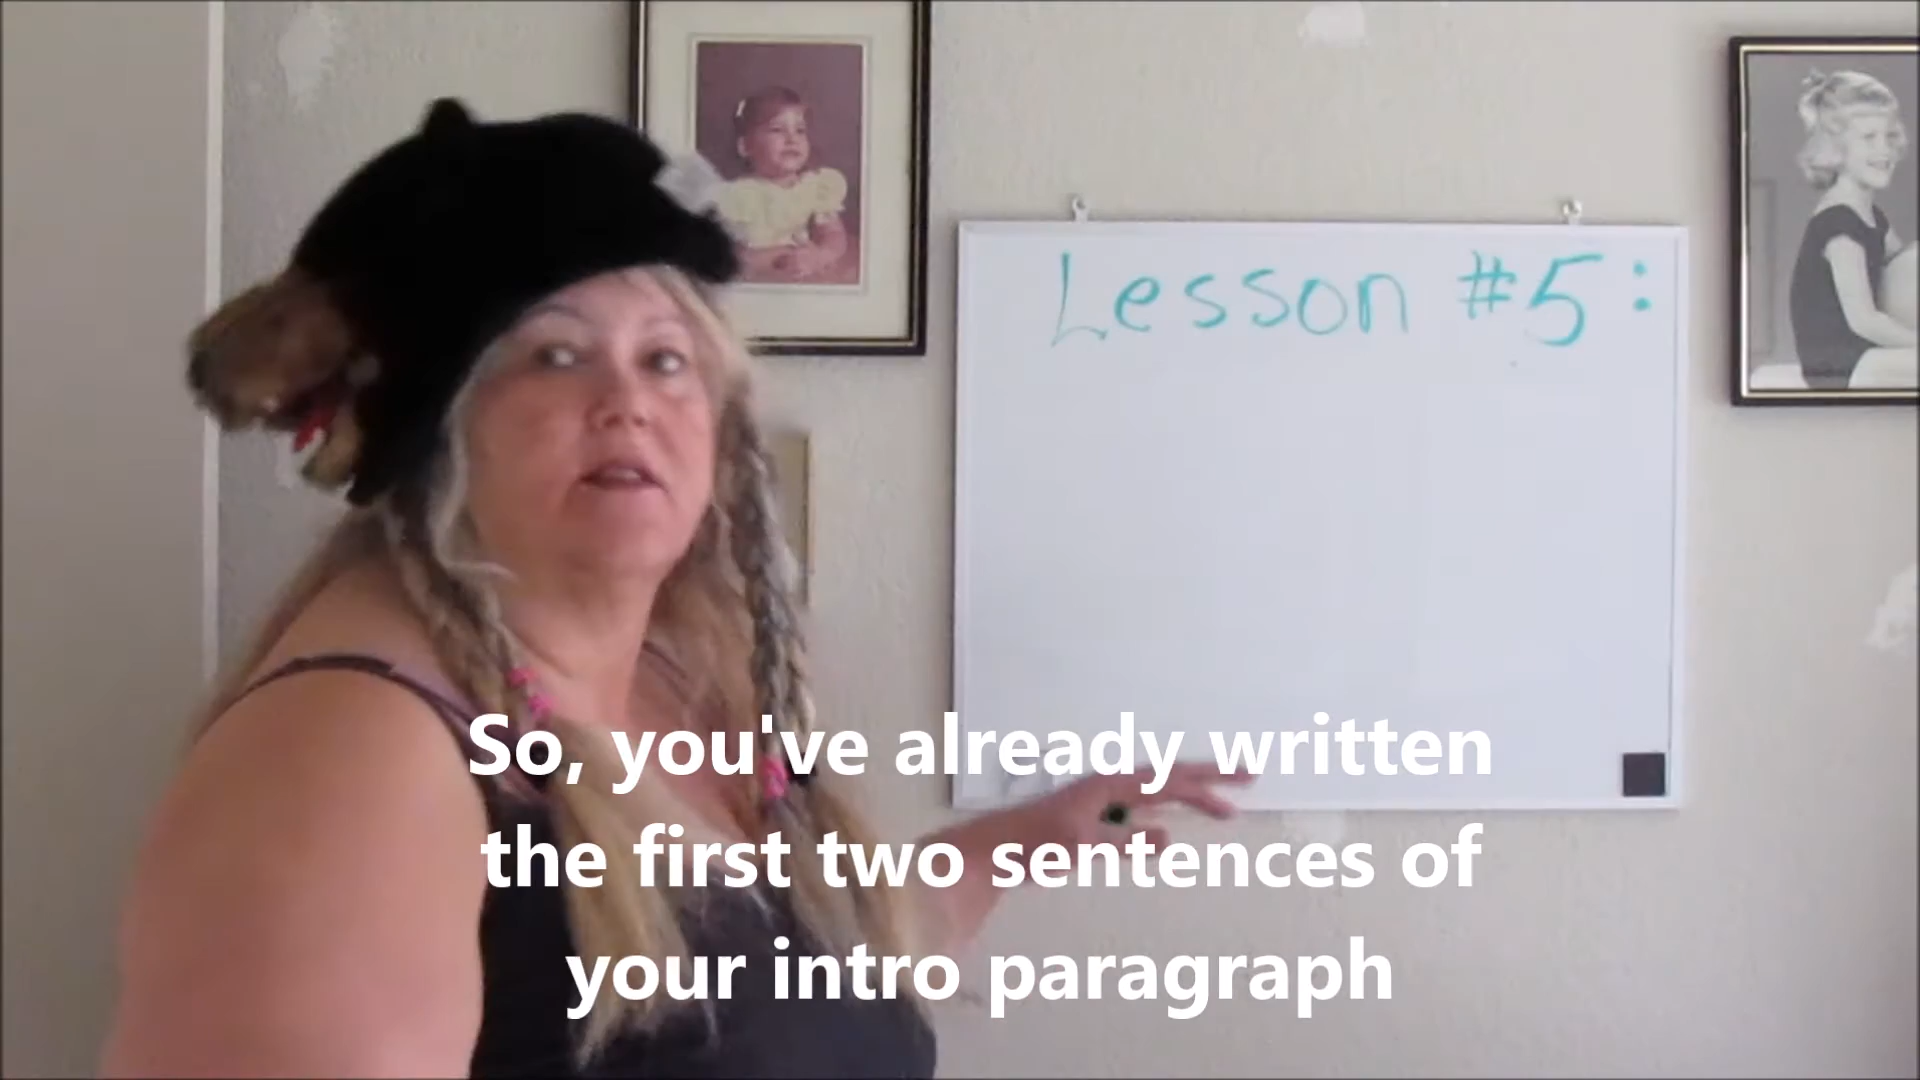 Lesson #5:
So, you've already written
the first two sentences of
your intro paragraph